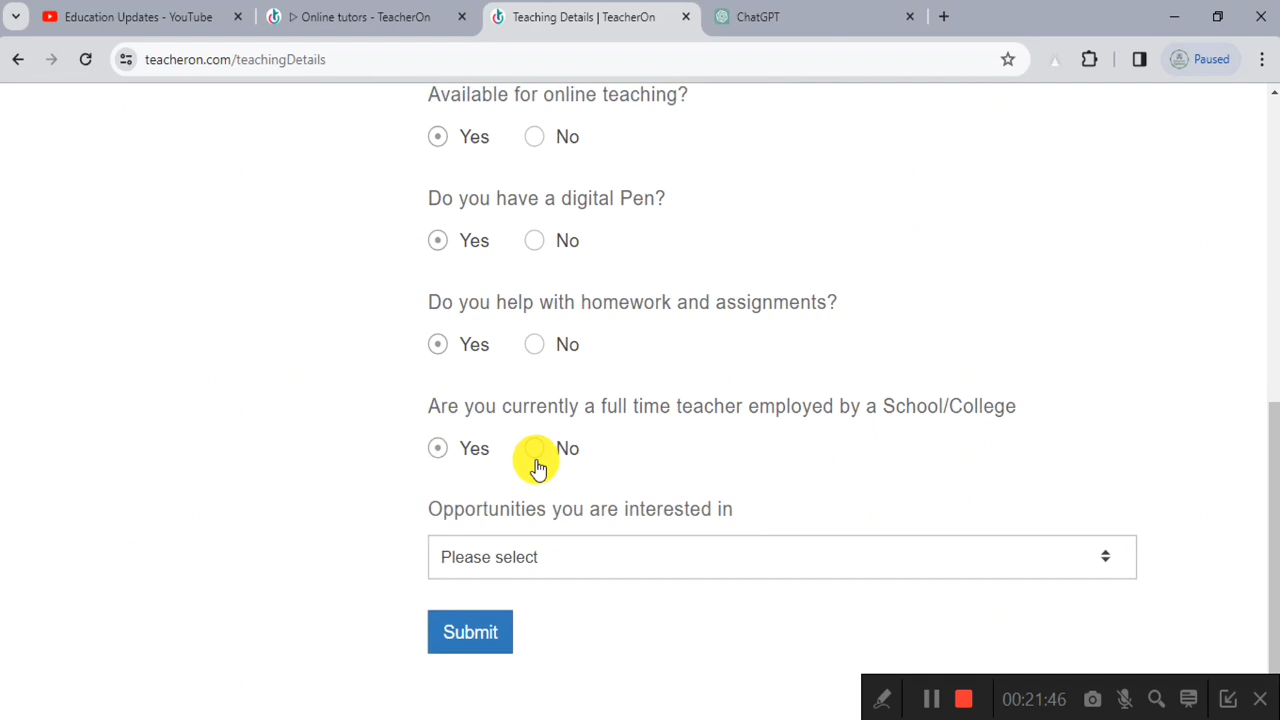 Education Updates - YouTube
Online tutors - TeacherOn
Teaching Details | TeacherOn
ChatGPT
teacheron.com/teachingDetails
Paused
Available for online teaching?
Yes No
Do you have a digital Pen?
Yes No
Do you help with homework and assignments?
Yes No
Are you currently a full time teacher employed by a School/College
Yes No
Opportunities you are interested in
Please select
Submit
00:21:46